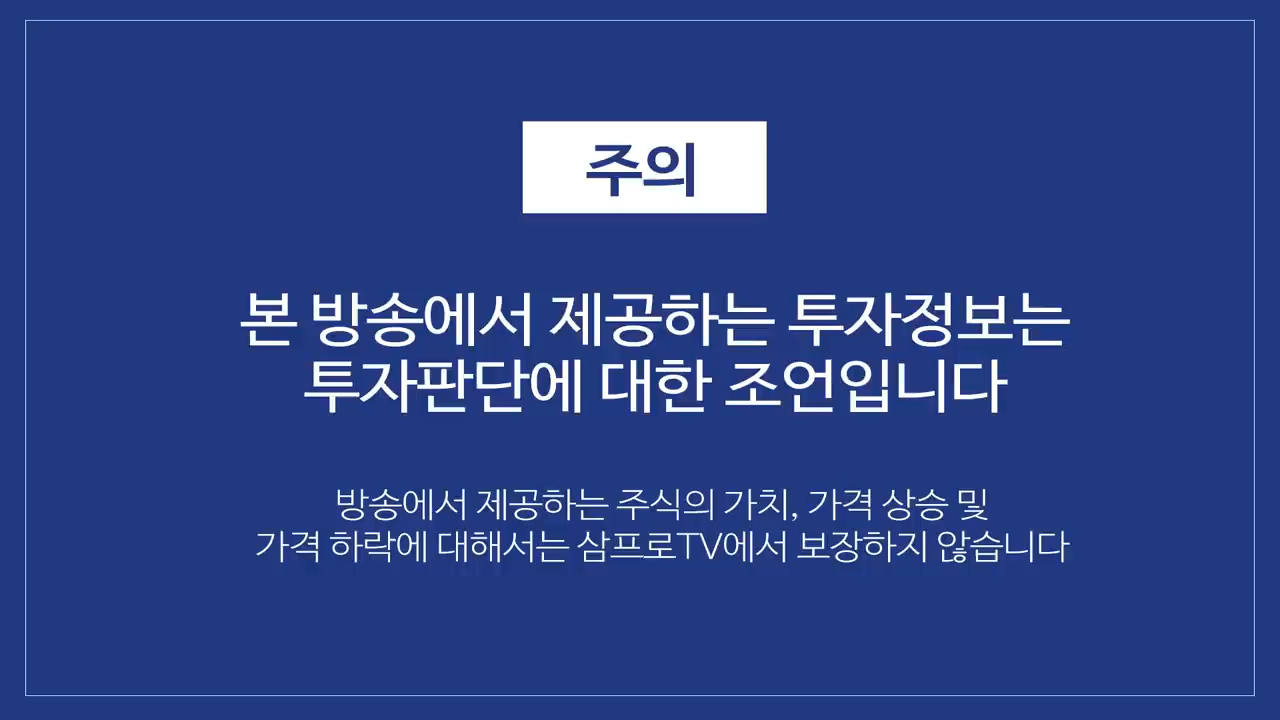 주의
본 방송에서 제공하는 투자정보는
투자판단에 대한 조언입니다
방송에서 제공하는 주식의 가치, 가격 상승 및
가격 하락에 대해서는 삼프로TV에서 보장하지 않습니다